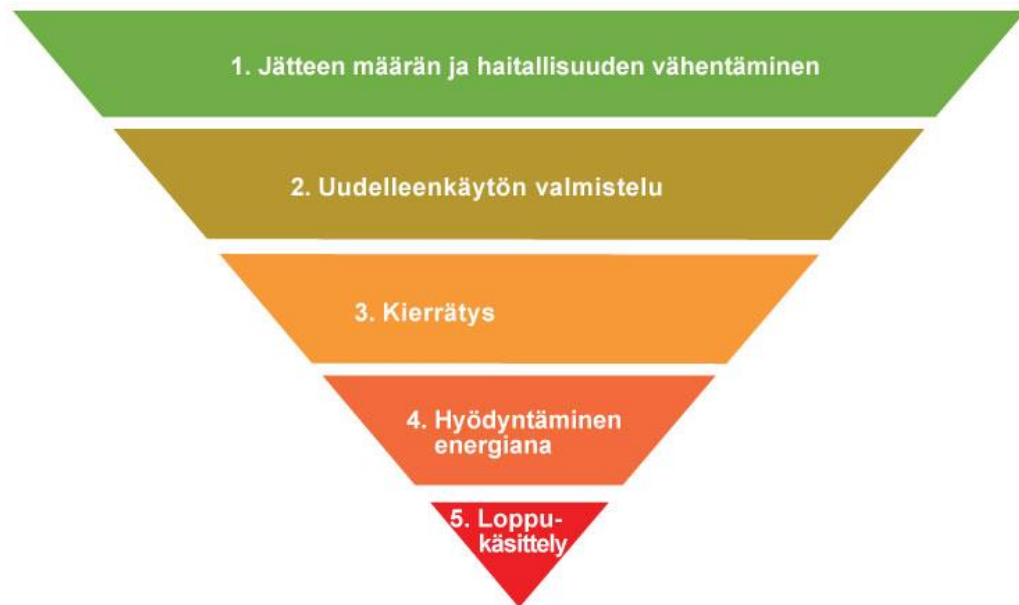 1. Jätteen määrän ja haitallisuuden vähentäminen
2. Uudelleenkäytön valmistelu
3. Kierrätys
4. Hyödyntäminen
energiana
5. Loppu-
käsittely